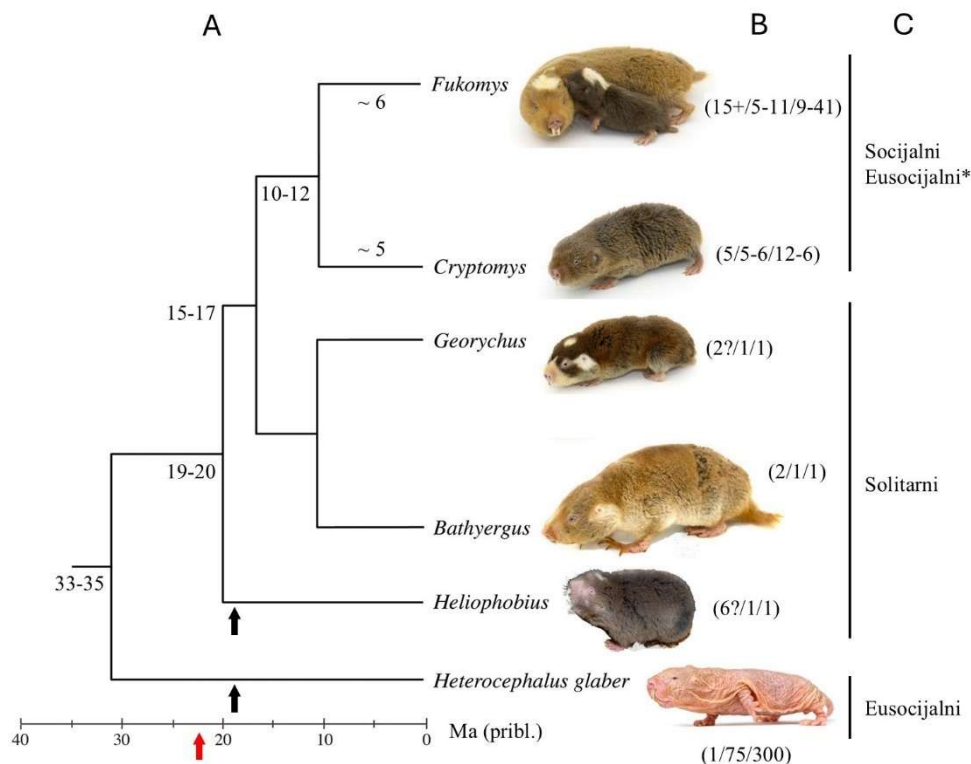 A
B
C
Fukomys
~ 6
(15+/5-11/9-41)
Socijalni
Eusocijalni*
10-12
~ 5
Cryptomys
(5/5-6/12-6)
15-17
Georychus
(2?/1/1)
19-20
(2/1/1)
Solitarni
Bathyergus
33-35
Heliophobius
(6?/1/1)
Heterocephalus glaber
Eusocijalni
40 30 20 10 0 Ma (pribl.)
(1/75/300)